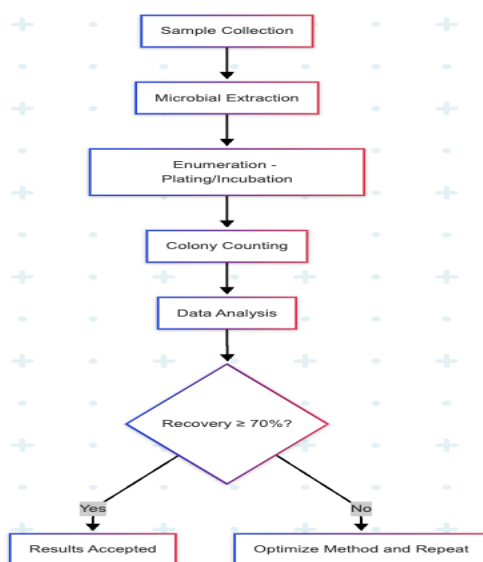 Sample Collection
Microbial Extraction
Enumeration -
Plating/Incubation
Colony Counting
Data Analysis
Recovery ≥ 70%?
Yes
No
Results Accepted
Optimize Method and Repeat